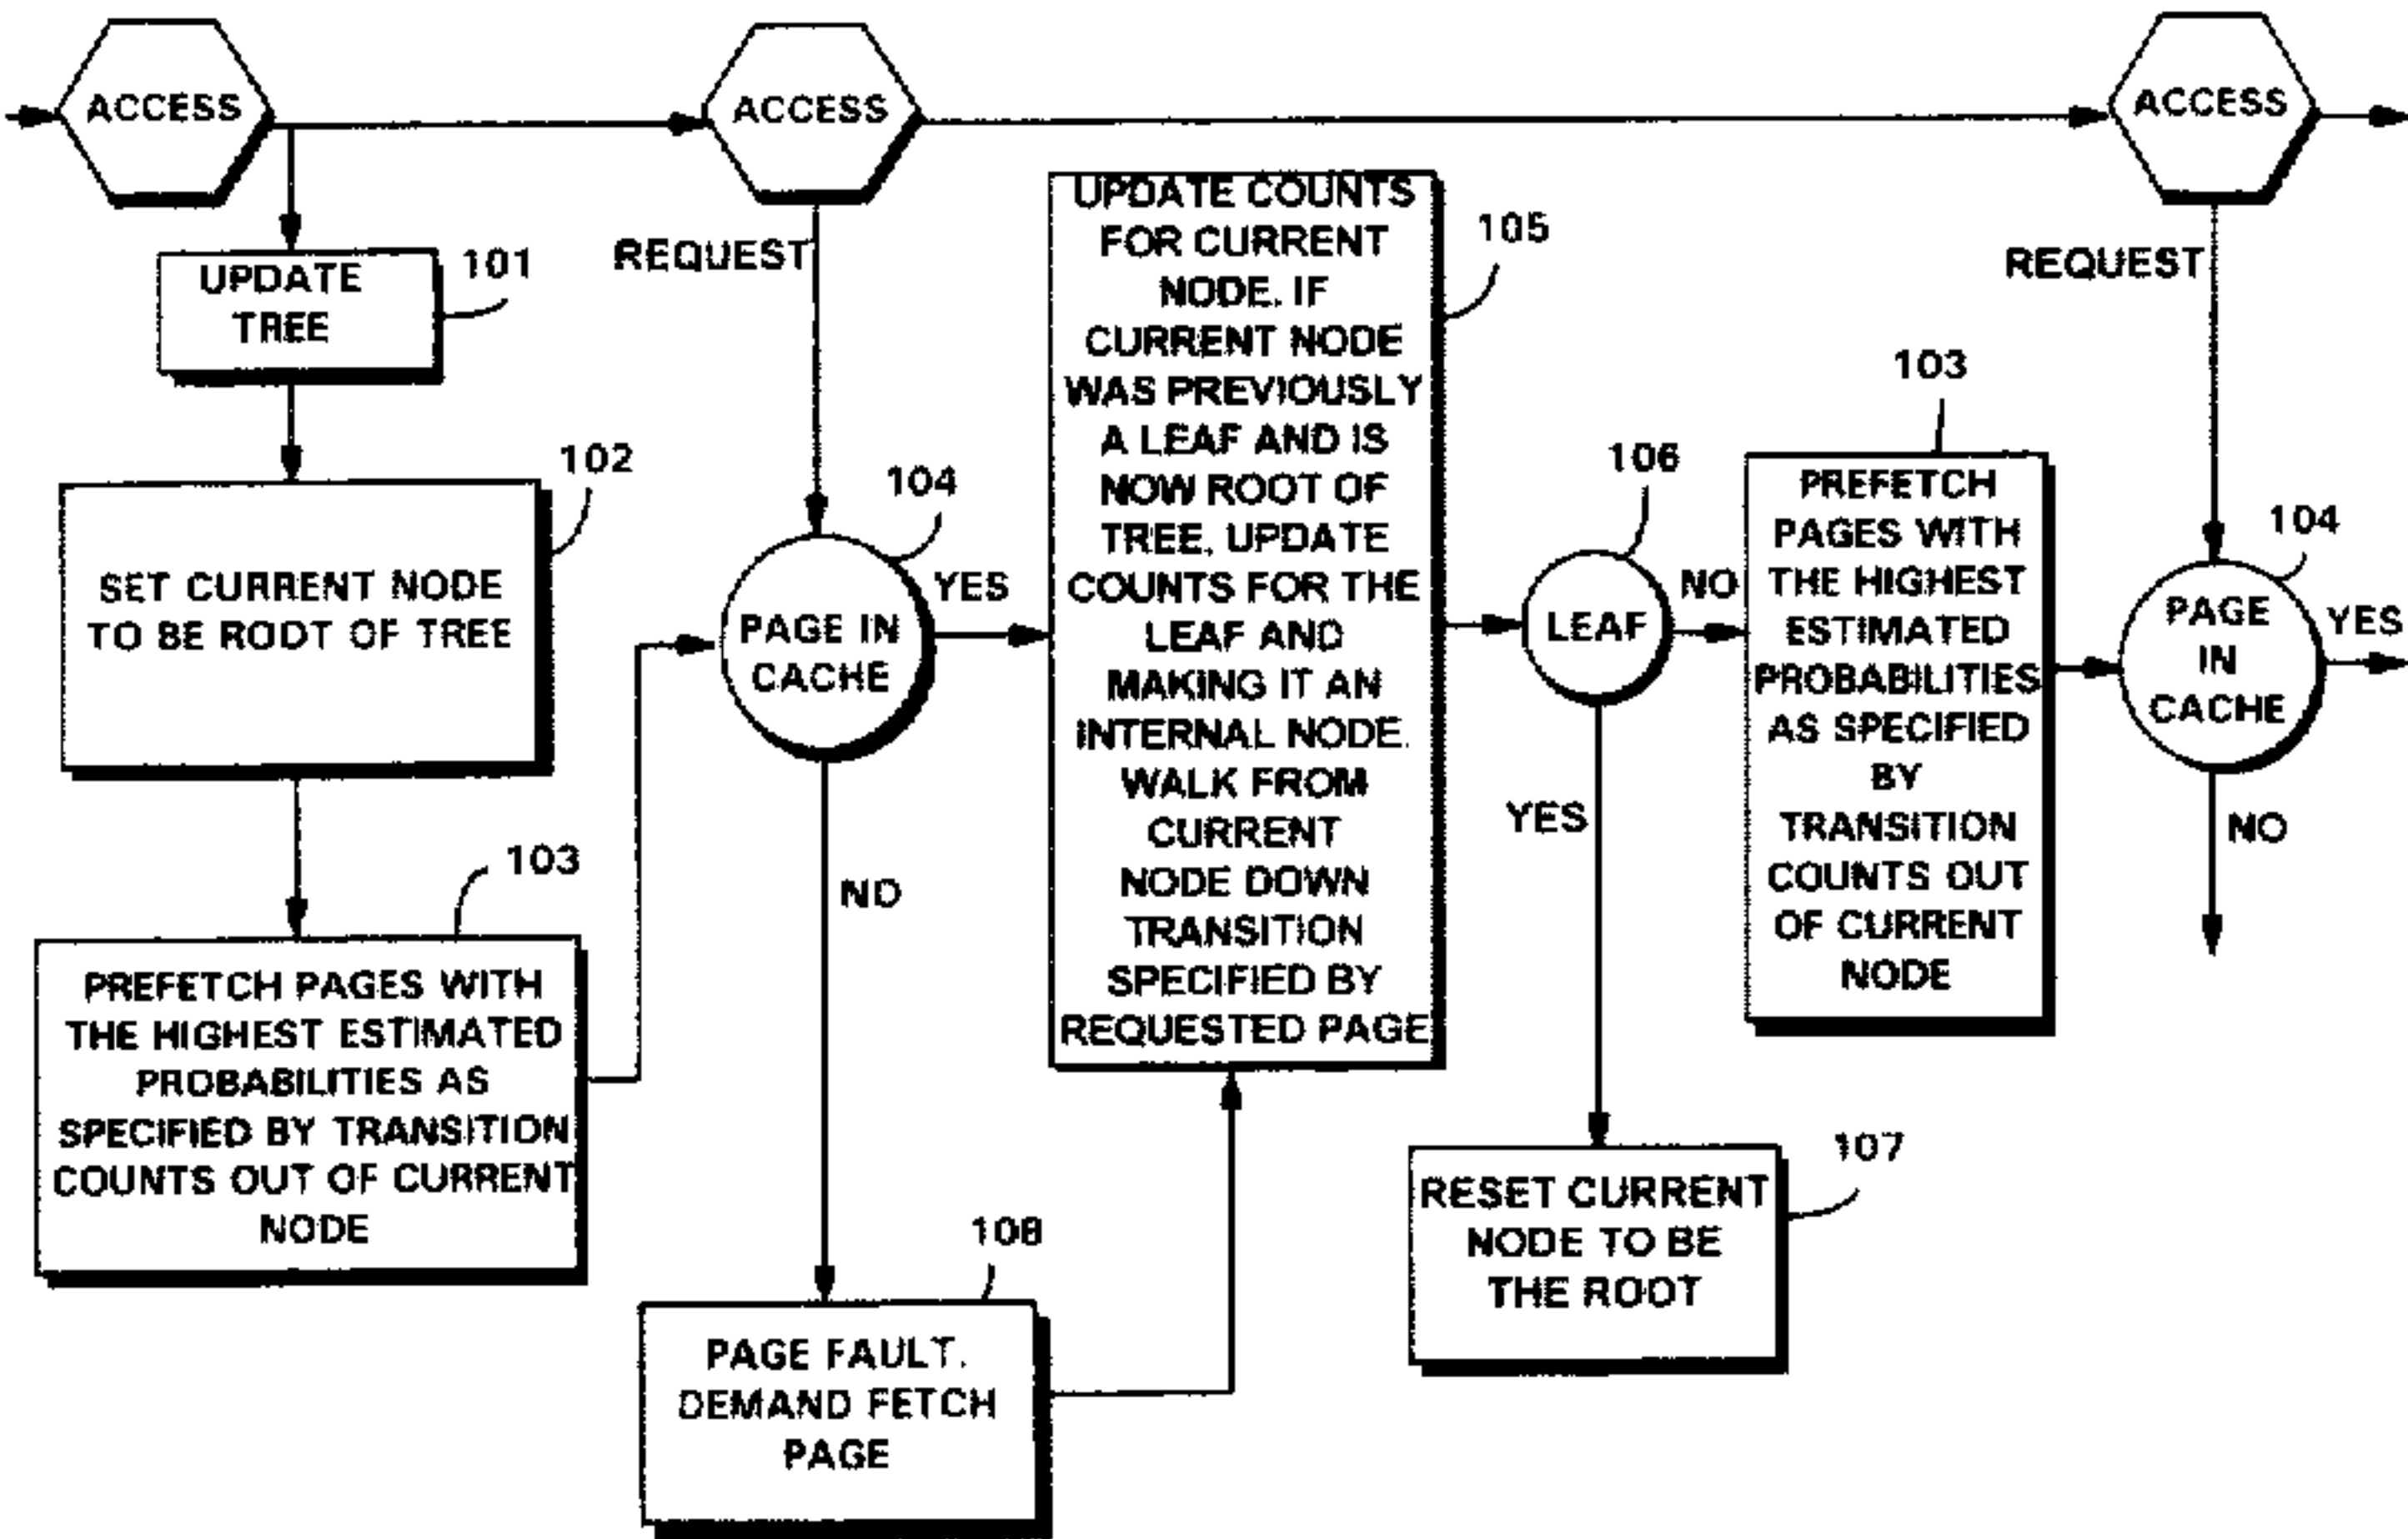 ACCESS
ACCESS
ACCESS
UPDATE
TREE
101
SET CURRENT NODE
TO BE ROOT OF TREE
102
PREFETCH PAGES WITH
THE HIGHEST ESTIMATED
PROBABILITIES AS
SPECIFIED BY TRANSITION
COUNTS OUT OF CURRENT
NODE
103
REQUEST
PAGE IN
CACHE
104
YES
NO
PAGE FAULT.
DEMAND FETCH
PAGE
108
UPDATE COUNTS
FOR CURRENT
NODE. IF
CURRENT NODE
WAS PREVIOUSLY
A LEAF AND IS
NOW ROOT OF
TREE, UPDATE
COUNTS FOR THE
LEAF AND
MAKING IT AN
INTERNAL NODE.
WALK FROM
CURRENT
NODE DOWN
TRANSITION
SPECIFIED BY
REQUESTED PAGE
105
LEAF
106
NO
YES
RESET CURRENT
NODE TO BE
THE ROOT
107
PREFETCH
PAGES WITH
THE HIGHEST
ESTIMATED
PROBABILITIES
AS SPECIFIED
BY
TRANSITION
COUNTS OUT
OF CURRENT
NODE
103
REQUEST
PAGE
IN
CACHE
104
YES
NO